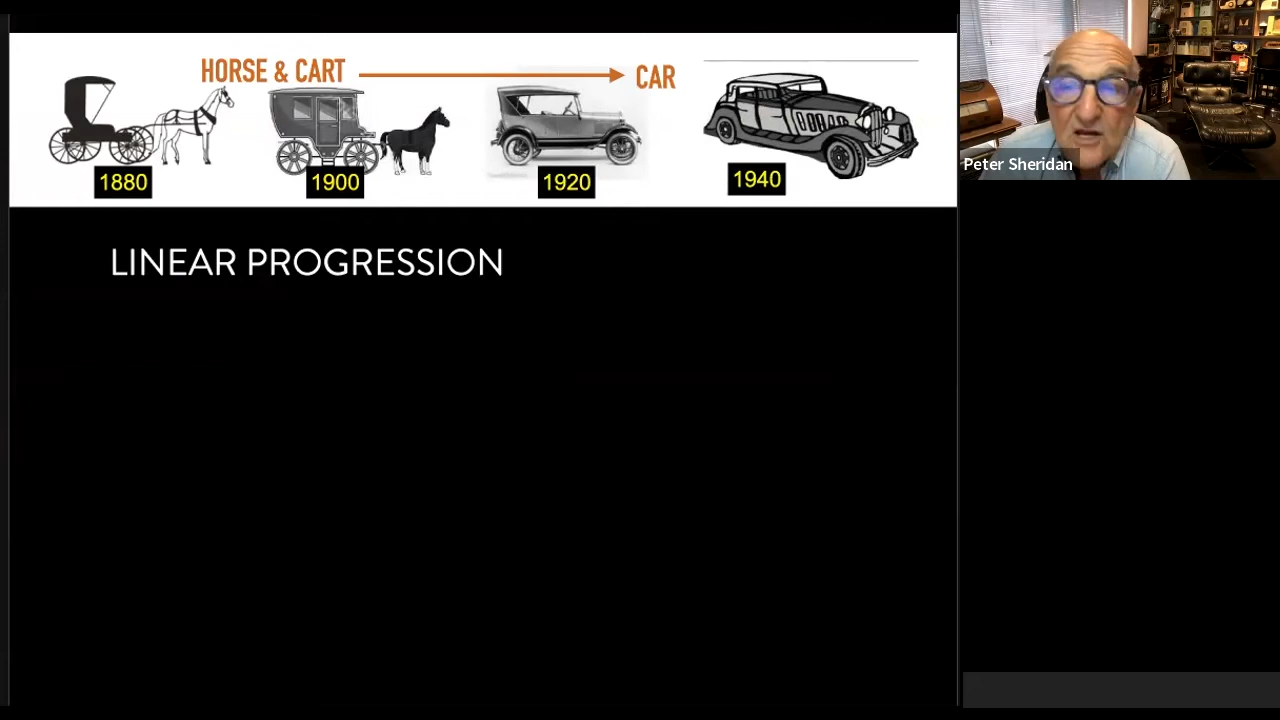 HORSE & CART
CAR
1880
1900
1920
1940
LINEAR PROGRESSION
Peter Sheridan